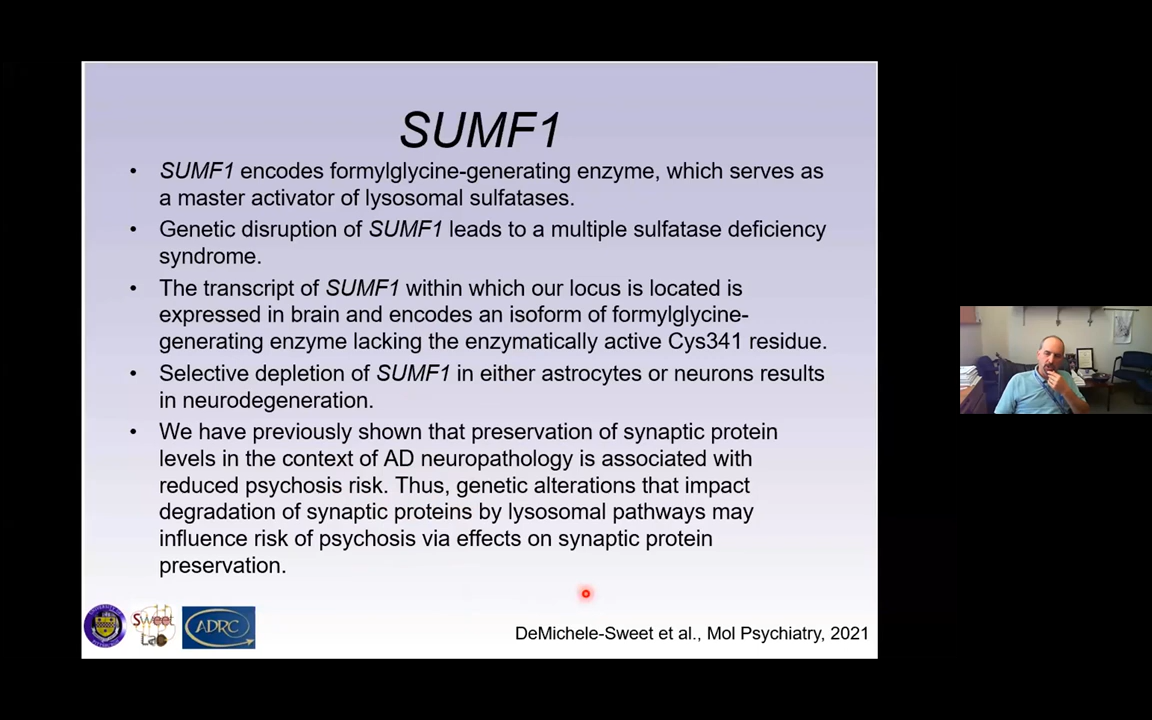 SUMF1
• SUMF1 encodes formylglycine-generating enzyme, which serves as
a master activator of lysosomal sulfatases.
• Genetic disruption of SUMF1 leads to a multiple sulfatase deficiency
syndrome.
• The transcript of SUMF1 within which our locus is located is
expressed in brain and encodes an isoform of formylglycine-
generating enzyme lacking the enzymatically active Cys341 residue.
• Selective depletion of SUMF1 in either astrocytes or neurons results
in neurodegeneration.
• We have previously shown that preservation of synaptic protein
levels in the context of AD neuropathology is associated with
reduced psychosis risk. Thus, genetic alterations that impact
degradation of synaptic proteins by lysosomal pathways may
influence risk of psychosis via effects on synaptic protein
preservation.
Sweet
Lab
ADRC
DeMichele-Sweet et al., Mol Psychiatry, 2021